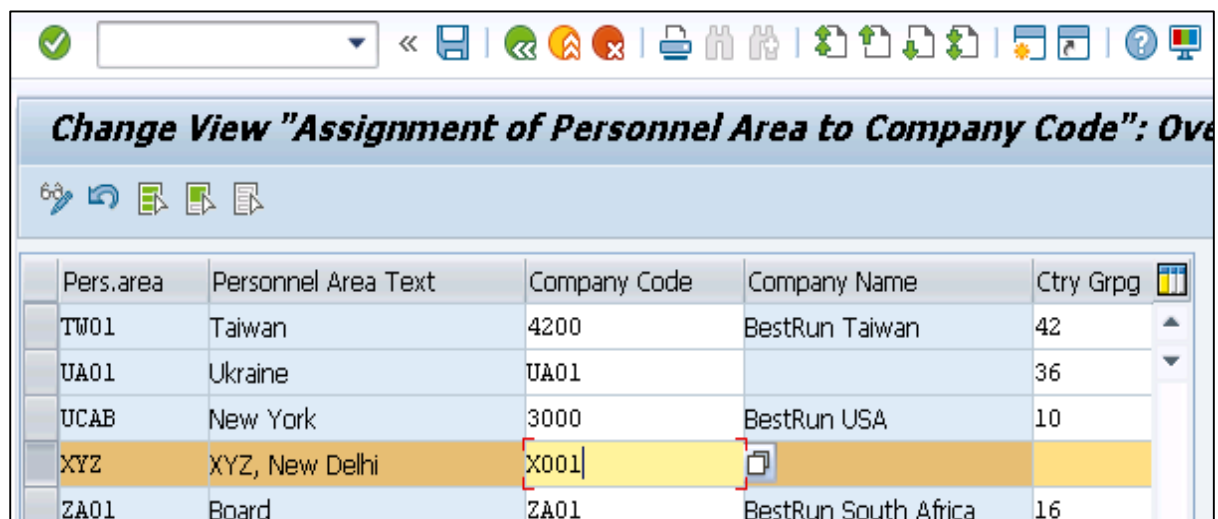 Change View "Assignment of Personnel Area to Company Code": Ove
Pers.area Personnel Area Text Company Code Company Name Ctry Grpg
TW01 Taiwan 4200 BestRun Taiwan 42
UA01 Ukraine UA01 36
UCAB New York 3000 BestRun USA 10
XYZ XYZ, New Delhi X001
ZA01 Board ZA01 BestRun South Africa 16